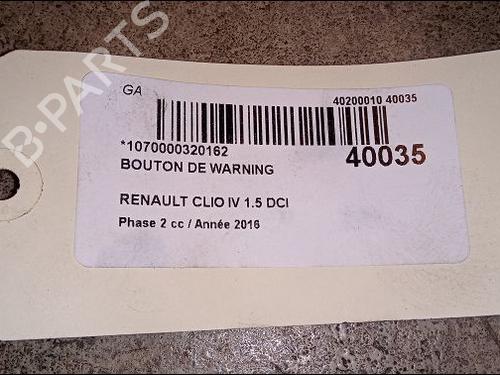 B-PARTS
GA
40200010 40035
*1070000320162
40035
BOUTON DE WARNING
RENAULT CLIO IV 1.5 DCI
Phase 2 cc / Année 2016